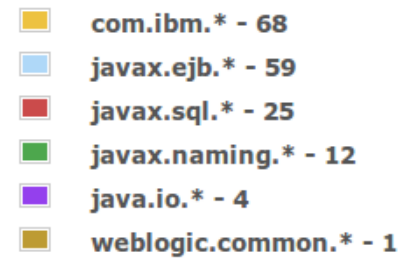 com.ibm.* - 68
javax.ejb.* - 59
javax.sql.* - 25
javax.naming.* - 12
java.io.* - 4
weblogic.common.* - 1